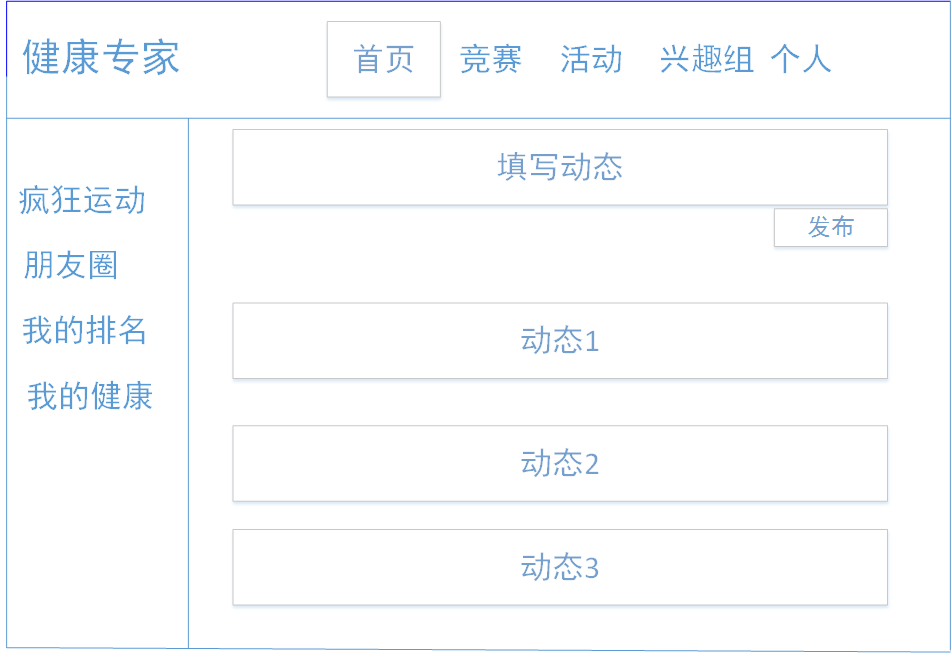 健康专家 首页 竞赛 活动 兴趣组 个人
疯狂运动
朋友圈
我的排名
我的健康
填写动态
发布
动态1
动态2
动态3